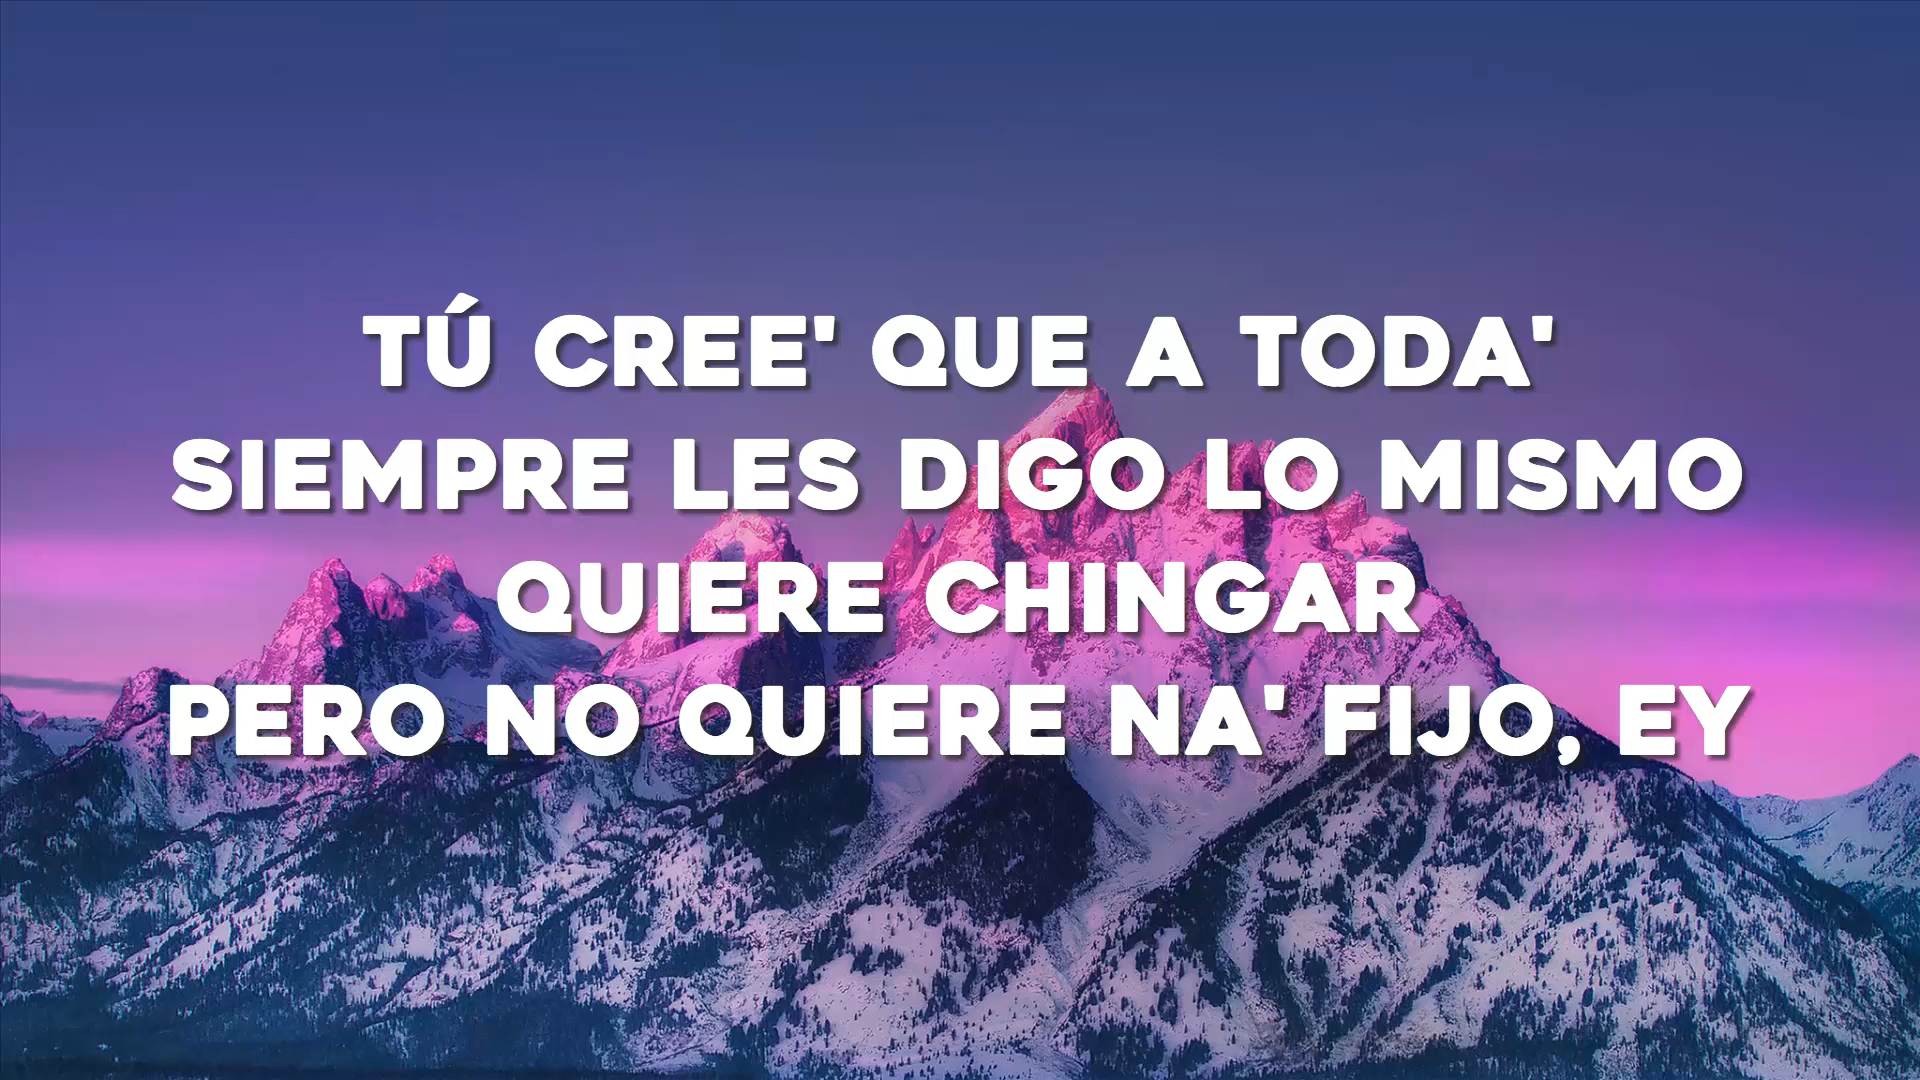 TÚ CREE' QUE A TODA'
SIEMPRE LES DIGO LO MISMO
QUIERE CHINGAR
PERO NO QUIERE NA' FIJO, EY